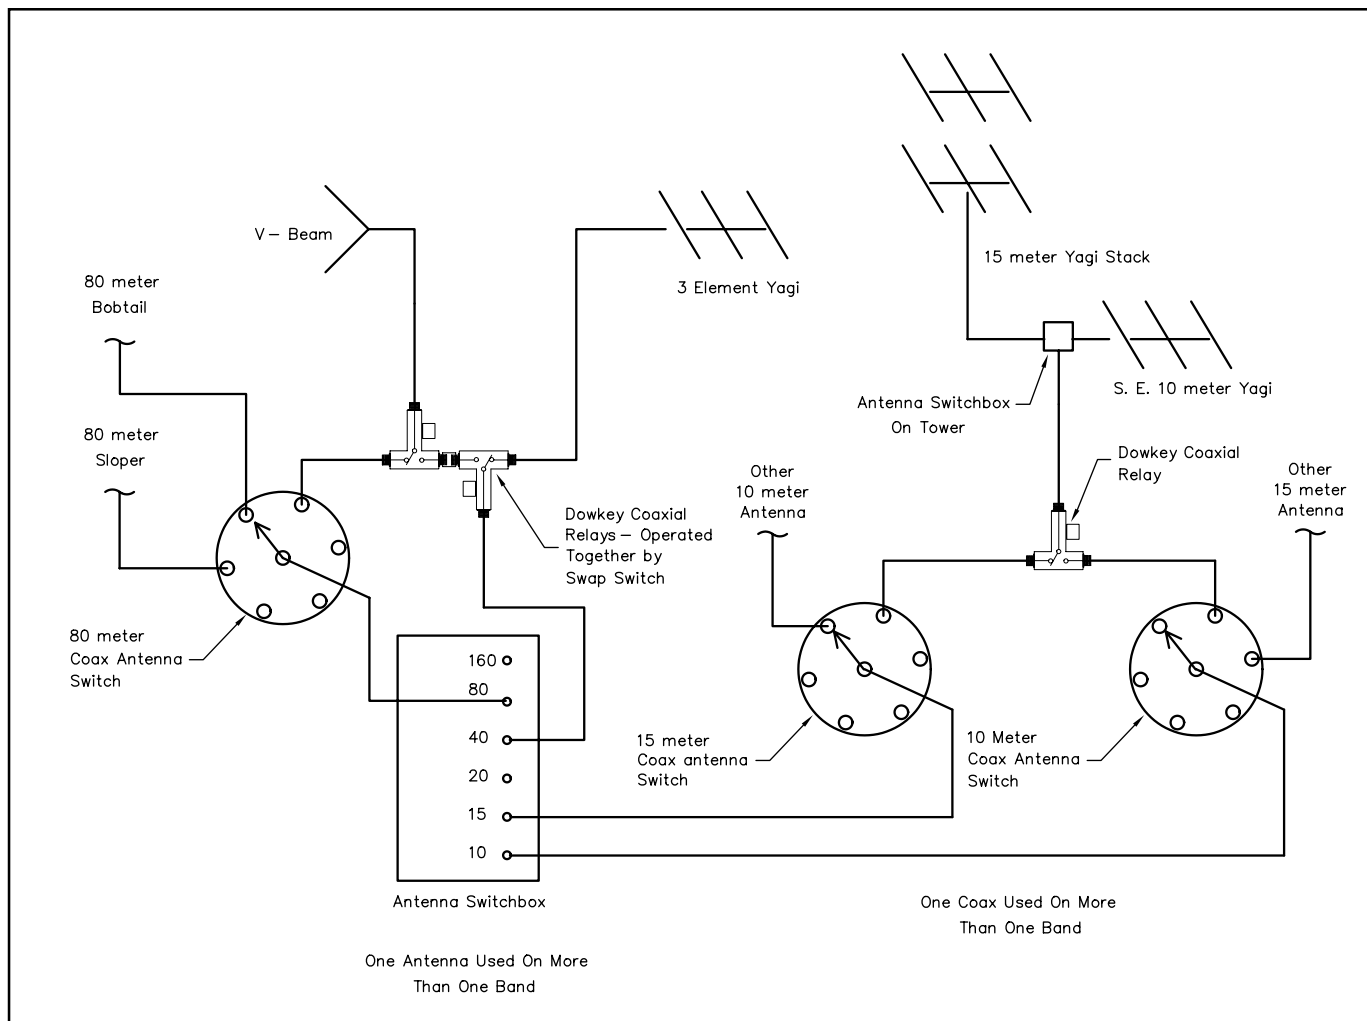 V- Beam
80 meter
Bobtail
3 Element Yagi
15 meter Yagi Stack
S. E. 10 meter Yagi
Antenna Switchbox
On Tower
80 meter
Sloper
Dowkey Coaxial
Relay
Other
10 meter
Antenna
Other
15 meter
Antenna
Dowkey Coaxial
Relays- Operated
Together by
Swap Switch
80 meter
Coax Antenna
Switch
160
80
40
20
15
10
15 meter
Coax antenna
Switch
10 Meter
Coax Antenna
Switch
Antenna Switchbox
One Coax Used On More
Than One Band
One Antenna Used On More
Than One Band